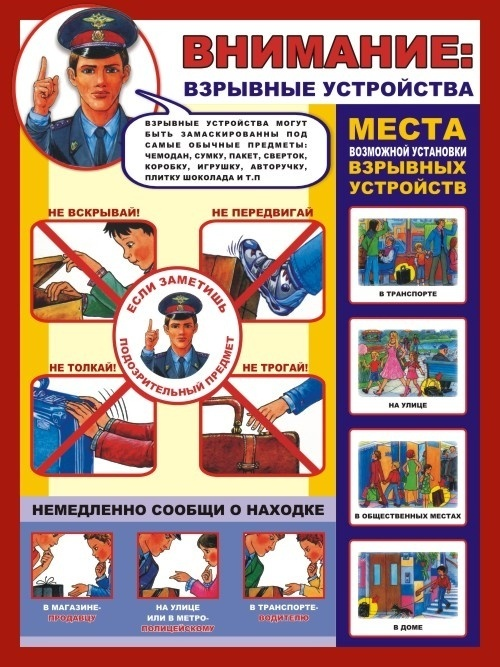 ВНИМАНИЕ:
ВЗРЫВНЫЕ УСТРОЙСТВА
ВЗРЫВНЫЕ УСТРОЙСТВА МОГУТ
БЫТЬ ЗАМАСКИРОВАННЫ ПОД
САМЫЕ ОБЫЧНЫЕ ПРЕДМЕТЫ:
ЧЕМОДАН, СУМКУ, ПАКЕТ, СВЕРТОК,
КОРОБКУ, ИГРУШКУ, АВТОРУЧКУ,
ПЛИТКУ ШОКОЛАДА И Т.П
НЕ ВСКРЫВАЙ!
НЕ ПЕРЕДВИГАЙ
ЕСЛИ ЗАМЕТИШЬ
ПОДОЗРИТЕЛЬНЫЙ ПРЕДМЕТ
НЕ ТОЛКАЙ!
НЕ ТРОГАЙ!
НЕМЕДЛЕННО СООБЩИ О НАХОДКЕ
В МАГАЗИНЕ-
ПРОДАВЦУ
НА УЛИЦЕ
ИЛИ В МЕТРО-
ПОЛИЦЕЙСКОМУ
В ТРАНСПОРТЕ-
ВОДИТЕЛЮ
МЕСТА
ВОЗМОЖНОЙ УСТАНОВКИ
ВЗРЫВНЫХ
УСТРОЙСТВ
В ТРАНСПОРТЕ
НА УЛИЦЕ
В ОБЩЕСТВЕННЫХ МЕСТАХ
В ДОМЕ